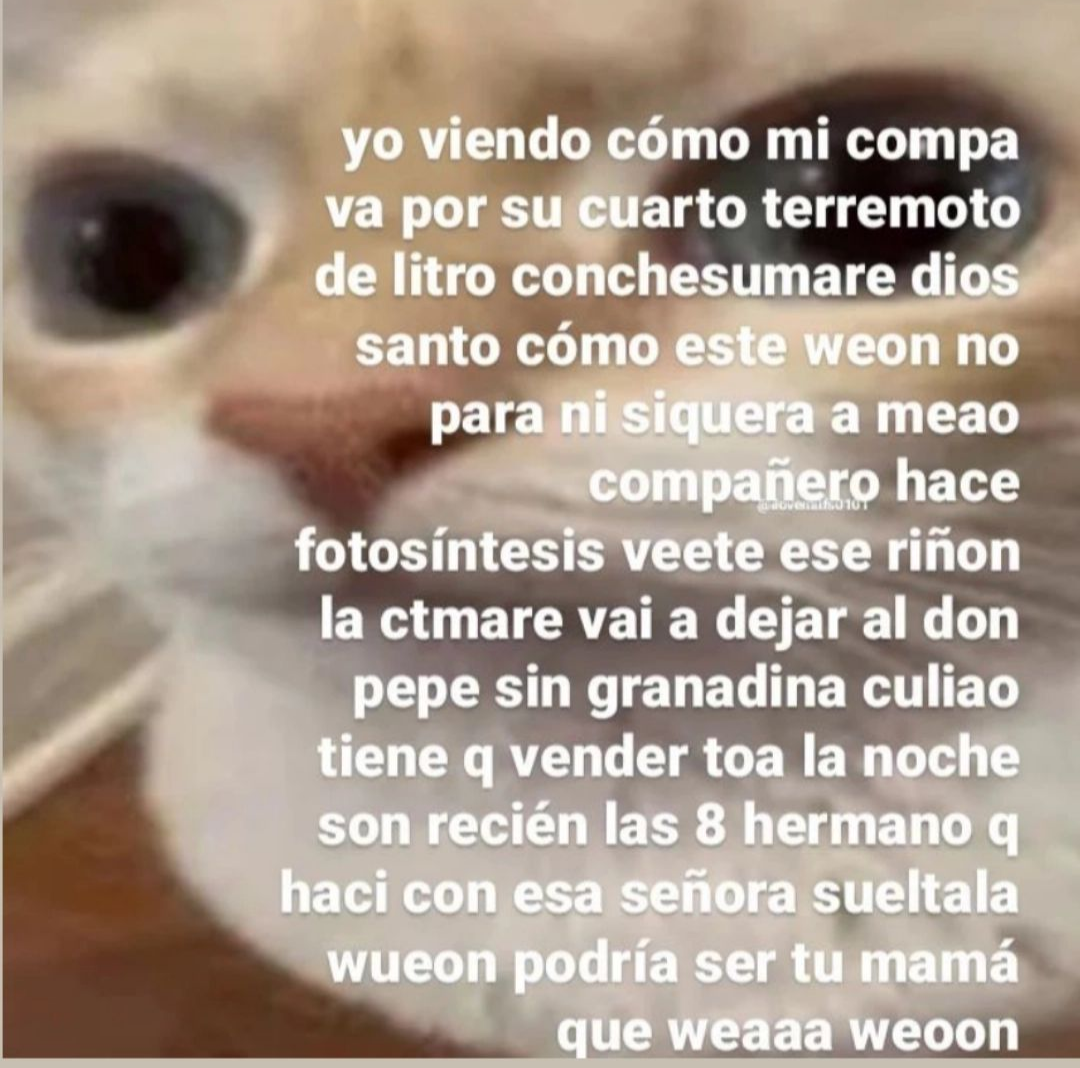 yo viendo cómo mi compa
va por su cuarto terremoto
de litro conchesumare dios
santo cómo este weon no
para ni siquera a meao
compañero hace
fotosíntesis veete ese riñon
la ctmare vai a dejar al don
pepe sin granadina culiao
tiene q vender toa la noche
son recién las 8 hermano q
haci con esa señora sueltala
wueon podría ser tu mamá
que weaaa weoon